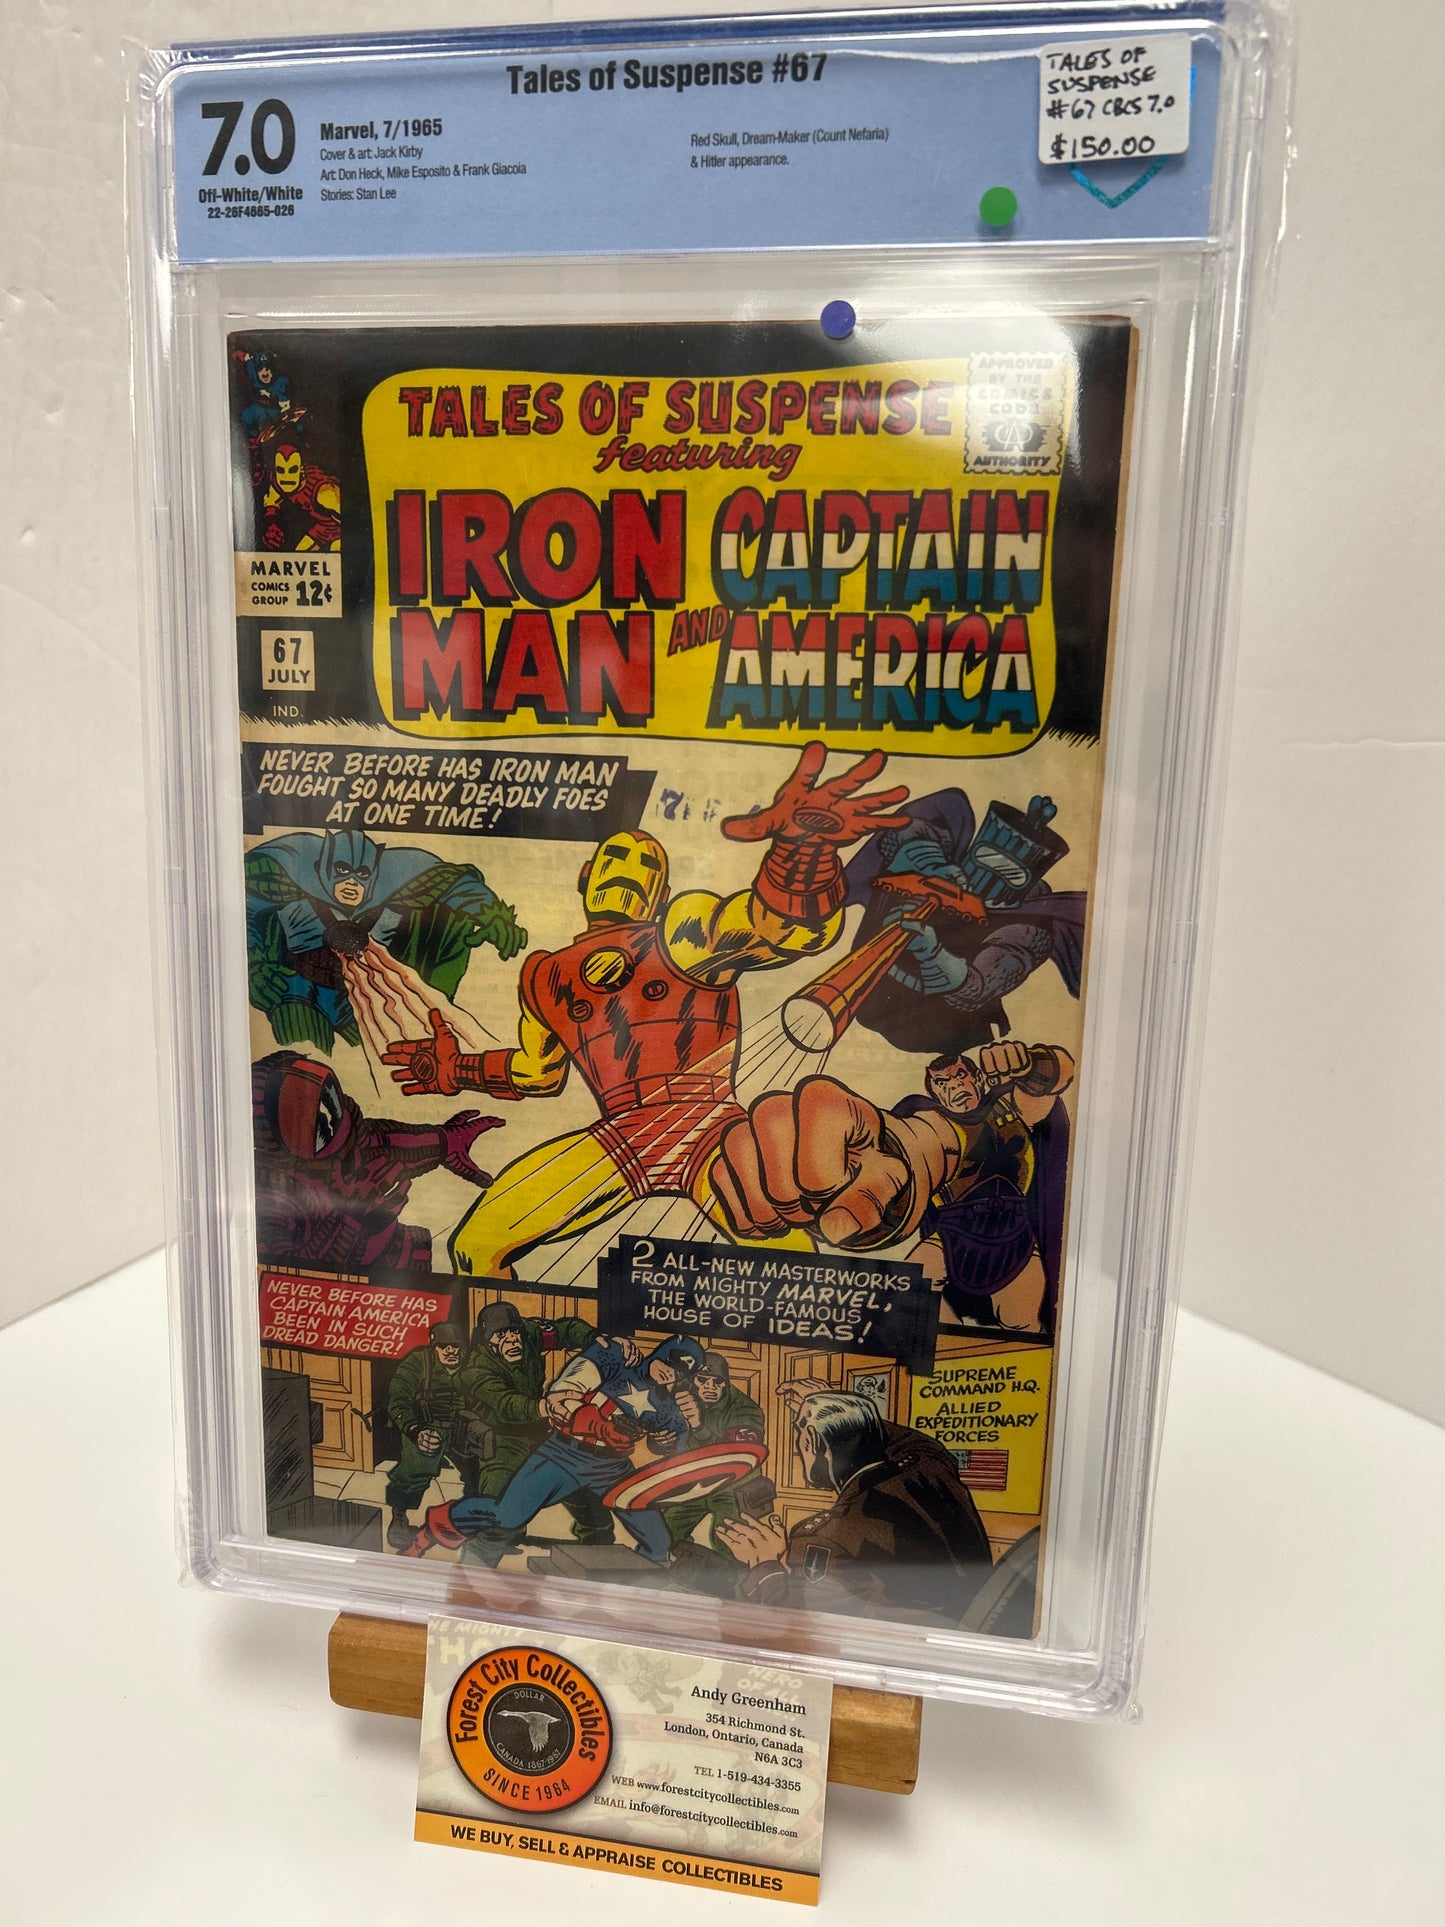 Tales of Suspense #67
7.0
Off-White/White
22-26F4665-026
Marvel, 7/1965
Cover & art: Jack Kirby
Art: Don Heck, Mike Esposito & Frank Giacoia
Stories: Stan Lee
Red Skull, Dream-Maker (Count Nefaria)
& Hitler appearance.
TALES OF
SUSPENSE
#67 CBCS 7.0
$150.00
TALES OF SUSPENSE
featuring
IRON
MAN
AND
CAPTAIN
AMERICA
APPROVED
BY THE
COMICS
CODE
CA
AUTHORITY
MARVEL
COMICS
GROUP 12¢
67
JULY
IND.
NEVER BEFORE HAS IRON MAN
FOUGHT SO MANY DEADLY FOES
AT ONE TIME!
2 ALL-NEW MASTERWORKS
FROM MIGHTY MARVEL,
THE WORLD-FAMOUS
HOUSE OF IDEAS!
NEVER BEFORE HAS
CAPTAIN AMERICA
BEEN IN SUCH
DREAD DANGER!
SUPREME
COMMAND H.Q.
ALLIED
EXPEDITIONARY
FORCES
Forest City Collectibles
SINCE 1964
DOLLAR
CANADA 1867-1967
Andy Greenham
354 Richmond St.
London, Ontario, Canada
N6A 3C3
TEL 1-519-434-3355
WEB www.forestcitycollectibles.com
EMAIL info@forestcitycollectibles.com
WE BUY, SELL & APPRAISE COLLECTIBLES